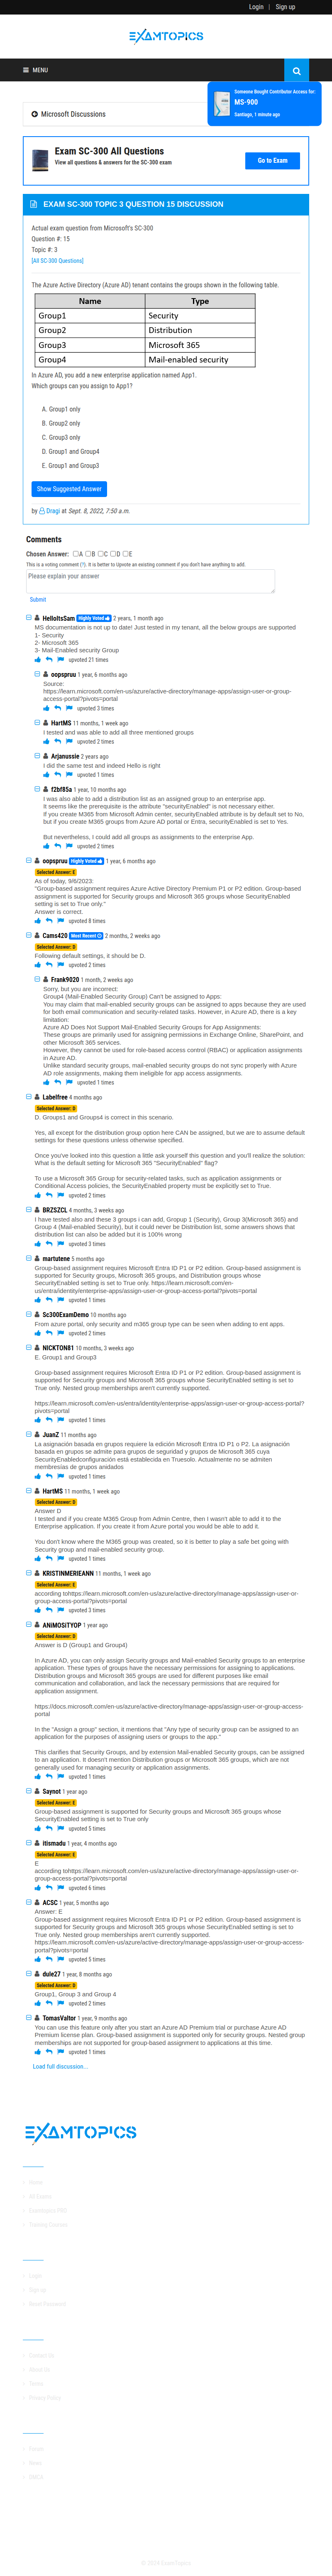 Login | Sign up
EXAMTOPICS
MENU
Someone Bought Contributor Access for:
MS-900
Santiago, 1 minute ago
Microsoft Discussions
Exam SC-300 All Questions
View all questions & answers for the SC-300 exam
Go to Exam
EXAM SC-300 TOPIC 3 QUESTION 15 DISCUSSION
Actual exam question from Microsoft's SC-300
Question #: 15
Topic #: 3
[All SC-300 Questions]
The Azure Active Directory (Azure AD) tenant contains the groups shown in the following table.
Name Type
Group1 Security
Group2 Distribution
Group3 Microsoft 365
Group4 Mail-enabled security
In Azure AD, you add a new enterprise application named App1.
Which groups can you assign to App1?
A. Group1 only
B. Group2 only
C. Group3 only
D. Group1 and Group4
E. Group1 and Group3
Show Suggested Answer
by Dragi at Sept. 8, 2022, 7:50 a.m.
Comments
Chosen Answer: A B C D E
This is a voting comment (?). It is better to Upvote an existing comment if you don't have anything to add.
Please explain your answer
Submit
HelloItsSam Highly Voted 2 years, 1 month ago
MS documentation is not up to date! Just tested in my tenant, all the below groups are supported
1- Security
2- Microsoft 365
3- Mail-Enabled security Group
upvoted 21 times
oopspruu 1 year, 6 months ago
Source:
https://learn.microsoft.com/en-us/azure/active-directory/manage-apps/assign-user-or-group-
access-portal?pivots=portal
upvoted 3 times
HartMS 11 months, 1 week ago
I tested and was able to add all three mentioned groups
upvoted 2 times
Arjanussie 2 years ago
I did the same test and indeed Hello is right
upvoted 1 times
f2bf85a 1 year, 10 months ago
I was also able to add a distribution list as an assigned group to an enterprise app.
It seems like the prerequisite is the attribute "securityEnabled" is not necessary either.
If you create M365 from Microsoft Admin center, securityEnabled attribute is by default set to No,
but if you create M365 groups from Azure AD portal or Entra, securityEnabled is set to Yes.
But nevertheless, I could add all groups as assignments to the enterprise App.
upvoted 2 times
oopspruu Highly Voted 1 year, 6 months ago
Selected Answer: E
As of today, 9/6/2023:
"Group-based assignment requires Azure Active Directory Premium P1 or P2 edition. Group-based
assignment is supported for Security groups and Microsoft 365 groups whose SecurityEnabled
setting is set to True only."
Answer is correct.
upvoted 8 times
Cams420 Most Recent 2 months, 2 weeks ago
Selected Answer: D
Following default settings, it should be D.
upvoted 2 times
Frank9020 1 month, 2 weeks ago
Sorry, but you are incorrect:
Group4 (Mail-Enabled Security Group) Can't be assigned to Apps:
You may claim that mail-enabled security groups can be assigned to apps because they are used
for both email communication and security-related tasks. However, in Azure AD, there is a key
limitation:
Azure AD Does Not Support Mail-Enabled Security Groups for App Assignments:
These groups are primarily used for assigning permissions in Exchange Online, SharePoint, and
other Microsoft 365 services.
However, they cannot be used for role-based access control (RBAC) or application assignments
in Azure AD.
Unlike standard security groups, mail-enabled security groups do not sync properly with Azure
AD role assignments, making them ineligible for app access assignments.
upvoted 1 times
Labelfree 4 months ago
Selected Answer: D
D. Groups1 and Groups4 is correct in this scenario.
Yes, all except for the distribution group option here CAN be assigned, but we are to assume default
settings for these questions unless otherwise specified.
Once you've looked into this question a little ask yourself this question and you'll realize the solution:
What is the default setting for Microsoft 365 "SecurityEnabled" flag?
To use a Microsoft 365 Group for security-related tasks, such as application assignments or
Conditional Access policies, the SecurityEnabled property must be explicitly set to True.
upvoted 2 times
BRZSZCL 4 months, 3 weeks ago
I have tested also and these 3 groups i can add, Gropup 1 (Security), Group 3(Microsoft 365) and
Group 4 (Mail-enabled Security), but it could never be Distribution list, some answers shows that
distribution list can also be added but it is 100% wrong
upvoted 3 times
martutene 5 months ago
Group-based assignment requires Microsoft Entra ID P1 or P2 edition. Group-based assignment is
supported for Security groups, Microsoft 365 groups, and Distribution groups whose
SecurityEnabled setting is set to True only. https://learn.microsoft.com/en-
us/entra/identity/enterprise-apps/assign-user-or-group-access-portal?pivots=portal
upvoted 1 times
Sc300ExamDemo 10 months ago
From azure portal, only security and m365 group type can be seen when adding to ent apps.
upvoted 2 times
NICKTON81 10 months, 3 weeks ago
E. Group1 and Group3
Group-based assignment requires Microsoft Entra ID P1 or P2 edition. Group-based assignment is
supported for Security groups and Microsoft 365 groups whose SecurityEnabled setting is set to
True only. Nested group memberships aren't currently supported.
https://learn.microsoft.com/en-us/entra/identity/enterprise-apps/assign-user-or-group-access-portal?
pivots=portal
upvoted 1 times
JuanZ 11 months ago
La asignación basada en grupos requiere la edición Microsoft Entra ID P1 o P2. La asignación
basada en grupos se admite para grupos de seguridad y grupos de Microsoft 365 cuya
SecurityEnabledconfiguración está establecida en Truesolo. Actualmente no se admiten
membresías de grupos anidados
upvoted 1 times
HartMS 11 months, 1 week ago
Selected Answer: D
Answer D
I tested and if you create M365 Group from Admin Centre, then I wasn't able to add it to the
Enterprise Application. If you create it from Azure portal you would be able to add it.
You don't know where the M365 group was created, so it is better to play a safe bet going with
Security group and mail-enabled security group.
upvoted 1 times
KRISTINMERIEANN 11 months, 1 week ago
Selected Answer: E
according tohttps://learn.microsoft.com/en-us/azure/active-directory/manage-apps/assign-user-or-
group-access-portal?pivots=portal
upvoted 3 times
ANIMOSITYOP 1 year ago
Selected Answer: D
Answer is D (Group1 and Group4)
In Azure AD, you can only assign Security groups and Mail-enabled Security groups to an enterprise
application. These types of groups have the necessary permissions for assigning to applications.
Distribution groups and Microsoft 365 groups are used for different purposes like email
communication and collaboration, and lack the necessary permissions that are required for
application assignment.
https://docs.microsoft.com/en-us/azure/active-directory/manage-apps/assign-user-or-group-access-
portal
In the "Assign a group" section, it mentions that "Any type of security group can be assigned to an
application for the purposes of assigning users or groups to the app."
This clarifies that Security Groups, and by extension Mail-enabled Security groups, can be assigned
to an application. It doesn't mention Distribution groups or Microsoft 365 groups, which are not
generally used for managing security or application assignments.
upvoted 1 times
Saynot 1 year ago
Selected Answer: E
Group-based assignment is supported for Security groups and Microsoft 365 groups whose
SecurityEnabled setting is set to True only
upvoted 5 times
itismadu 1 year, 4 months ago
Selected Answer: E
E
according tohttps://learn.microsoft.com/en-us/azure/active-directory/manage-apps/assign-user-or-
group-access-portal?pivots=portal
upvoted 6 times
ACSC 1 year, 5 months ago
Answer: E
Group-based assignment requires Microsoft Entra ID P1 or P2 edition. Group-based assignment is
supported for Security groups and Microsoft 365 groups whose SecurityEnabled setting is set to
True only. Nested group memberships aren't currently supported.
https://learn.microsoft.com/en-us/azure/active-directory/manage-apps/assign-user-or-group-access-
portal?pivots=portal
upvoted 5 times
dule27 1 year, 8 months ago
Selected Answer: D
Group1, Group 3 and Group 4
upvoted 2 times
TomasValtor 1 year, 9 months ago
You can use this feature only after you start an Azure AD Premium trial or purchase Azure AD
Premium license plan. Group-based assignment is supported only for security groups. Nested group
memberships are not supported for group-based assignment to applications at this time.
upvoted 1 times
Load full discussion...
EXAMTOPICS
Home
All Exams
Training Courses
Login
Sign up
Reset Password
Contact Us
About Us
Terms
Privacy Policy
Forum
News
DMCA
© 2024 ExamTopics